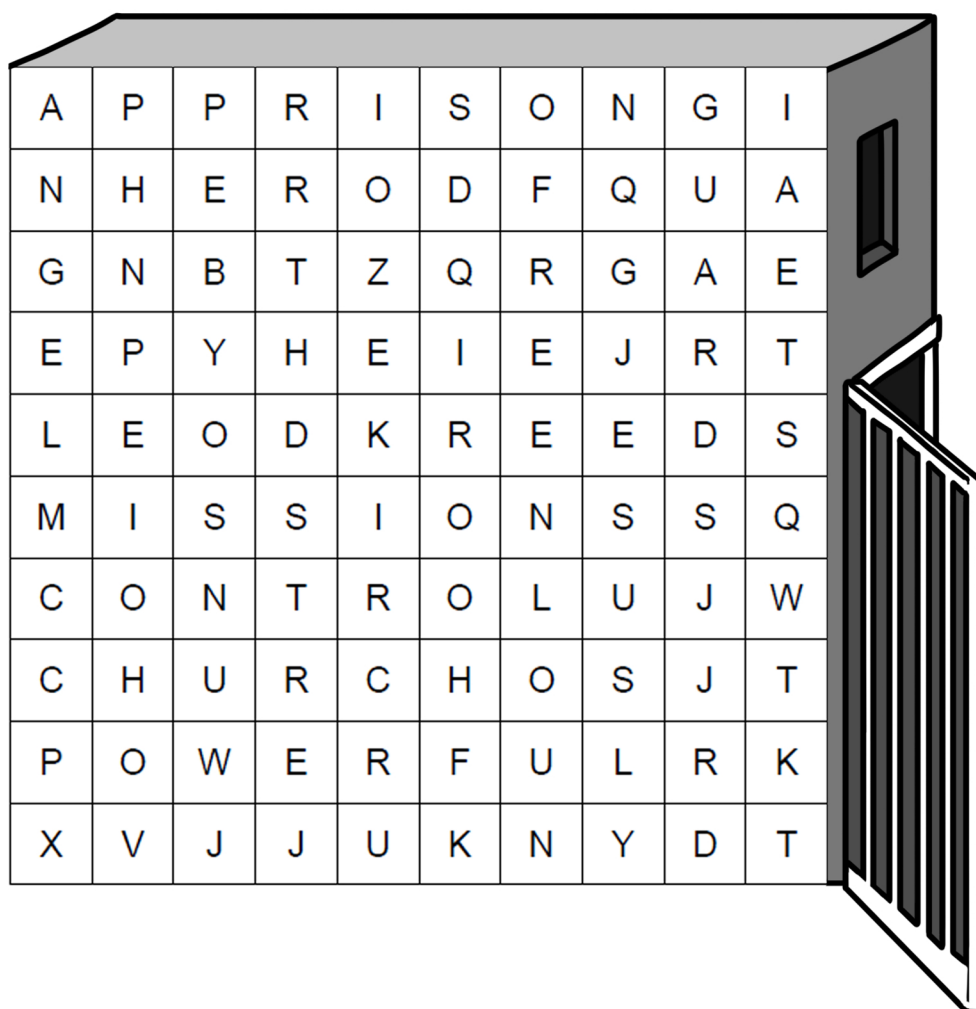 A P P R I S O N G I
N H E R O D F Q U A
G N B T Z Q R G A E
E P Y H E I E J R T
L E O D K R E E D S
M I S S I O N S S Q
C O N T R O L U J W
C H U R C H O S J T
P O W E R F U L R K
X V J J U K N Y D T